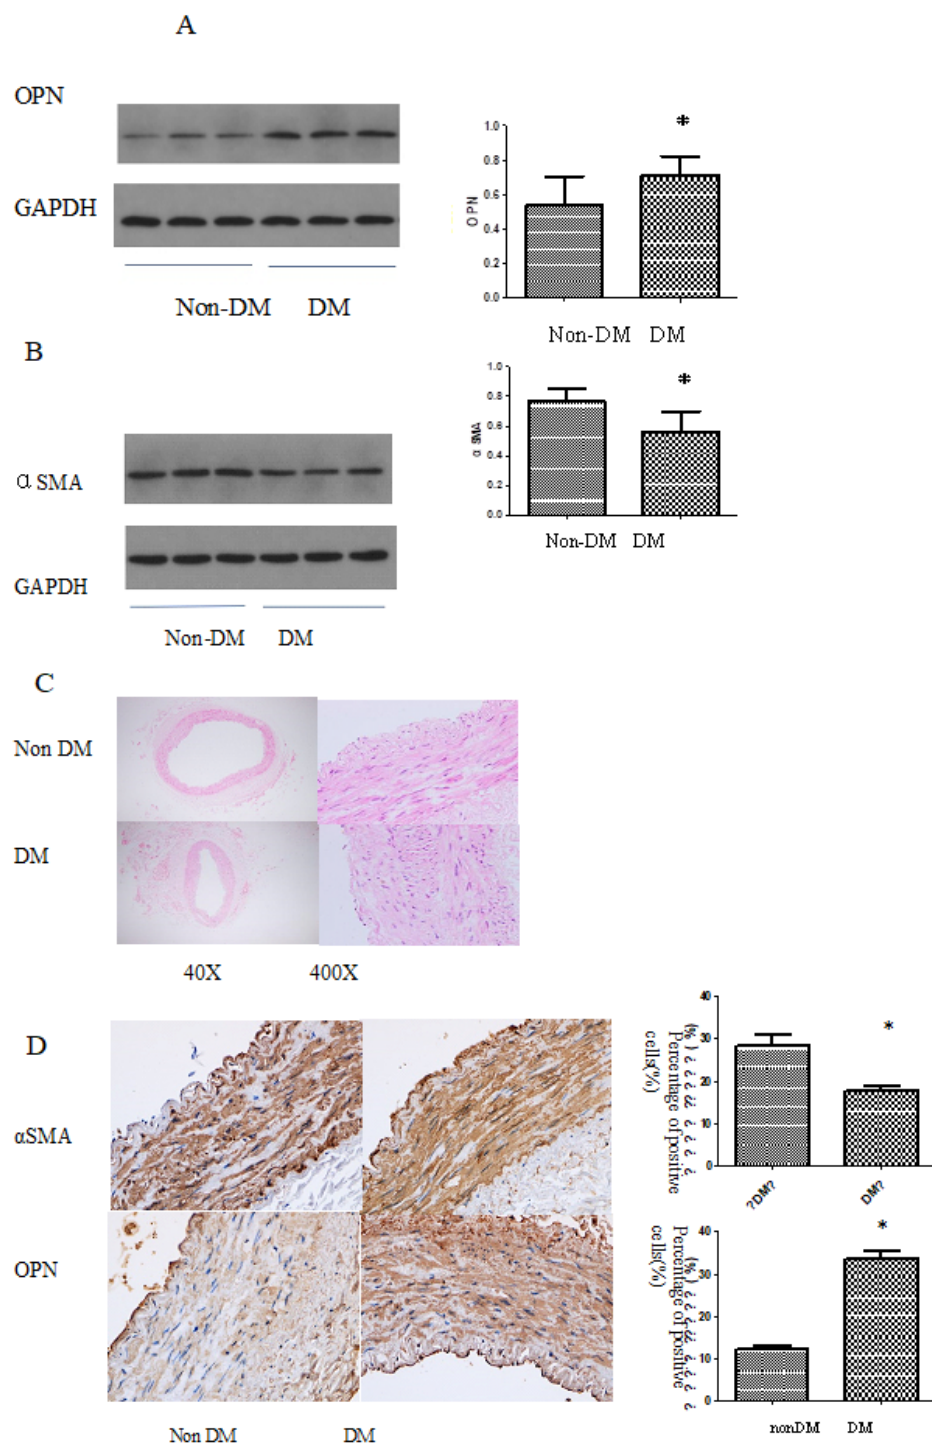 A
OPN
GAPDH
Non-DM DM
1.0
0.8
0.6
0.4
0.2
0.0
OPN
*
Non-DM DM
B
α SMA
GAPDH
Non-DM DM
1.0
0.8
0.6
0.4
0.2
0.0
α SMA
*
Non-DM DM
C
Non DM
DM
40X 400X
D
αSMA
OPN
Non DM DM
40
30
20
10
0
Percentage of positive
cells(%)
*
?DM? DM?
40
30
20
10
0
Percentage of positive
cells(%)
*
nonDM DM